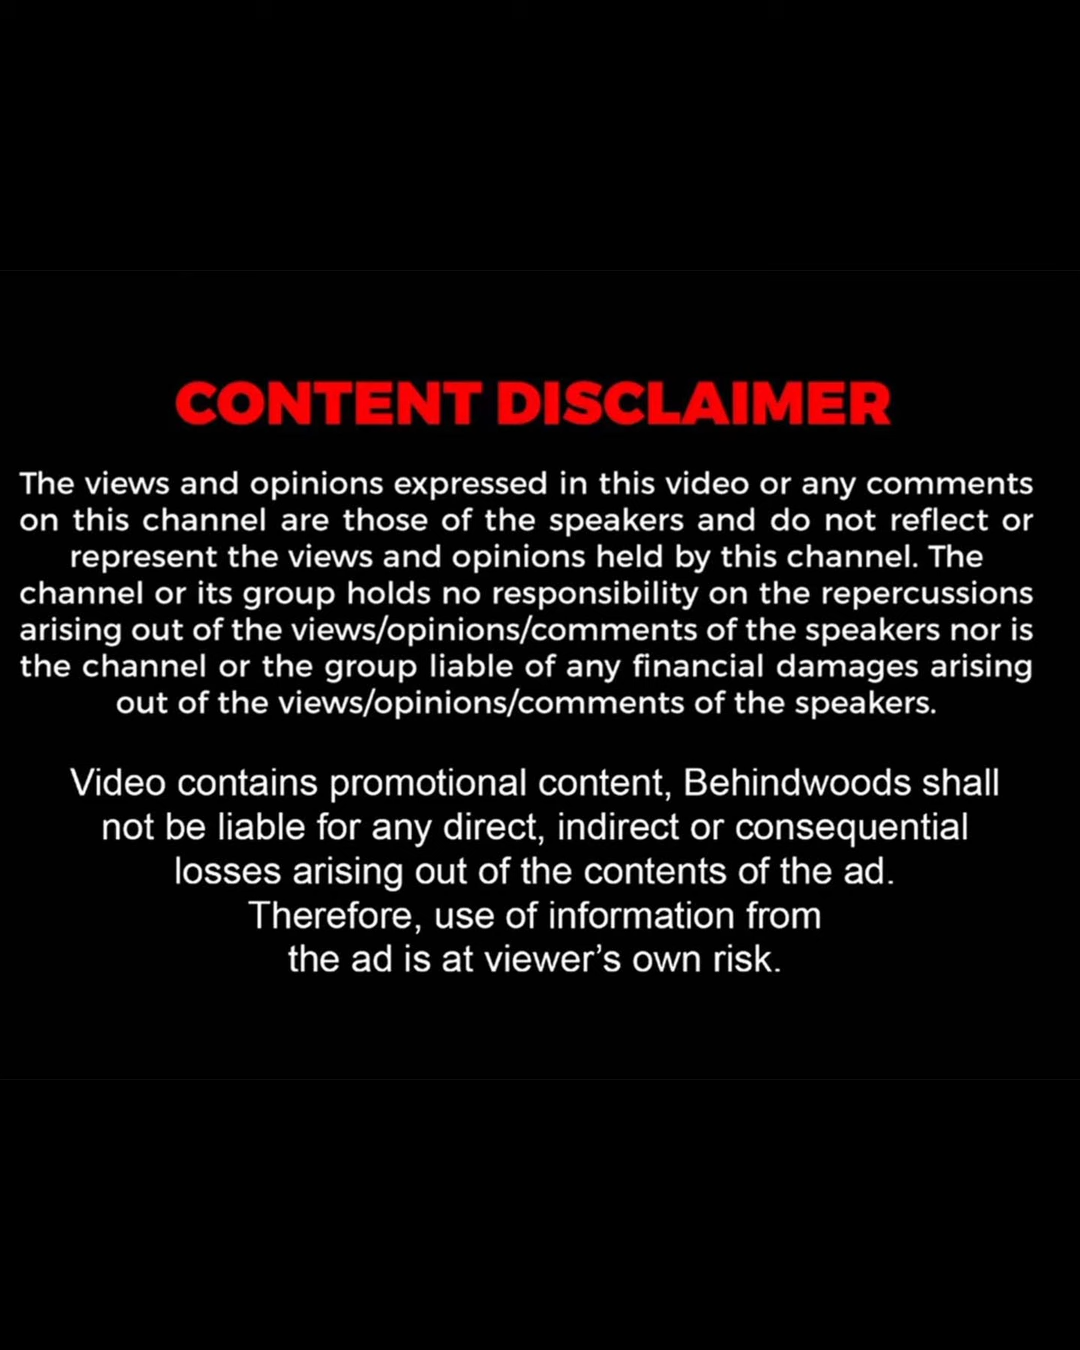 CONTENT DISCLAIMER
The views and opinions expressed in this video or any comments
on this channel are those of the speakers and do not reflect or
represent the views and opinions held by this channel. The
channel or its group holds no responsibility on the repercussions
arising out of the views/opinions/comments of the speakers nor is
the channel or the group liable of any financial damages arising
out of the views/opinions/comments of the speakers.
Video contains promotional content, Behindwoods shall
not be liable for any direct, indirect or consequential
losses arising out of the contents of the ad.
Therefore, use of information from
the ad is at viewer’s own risk.